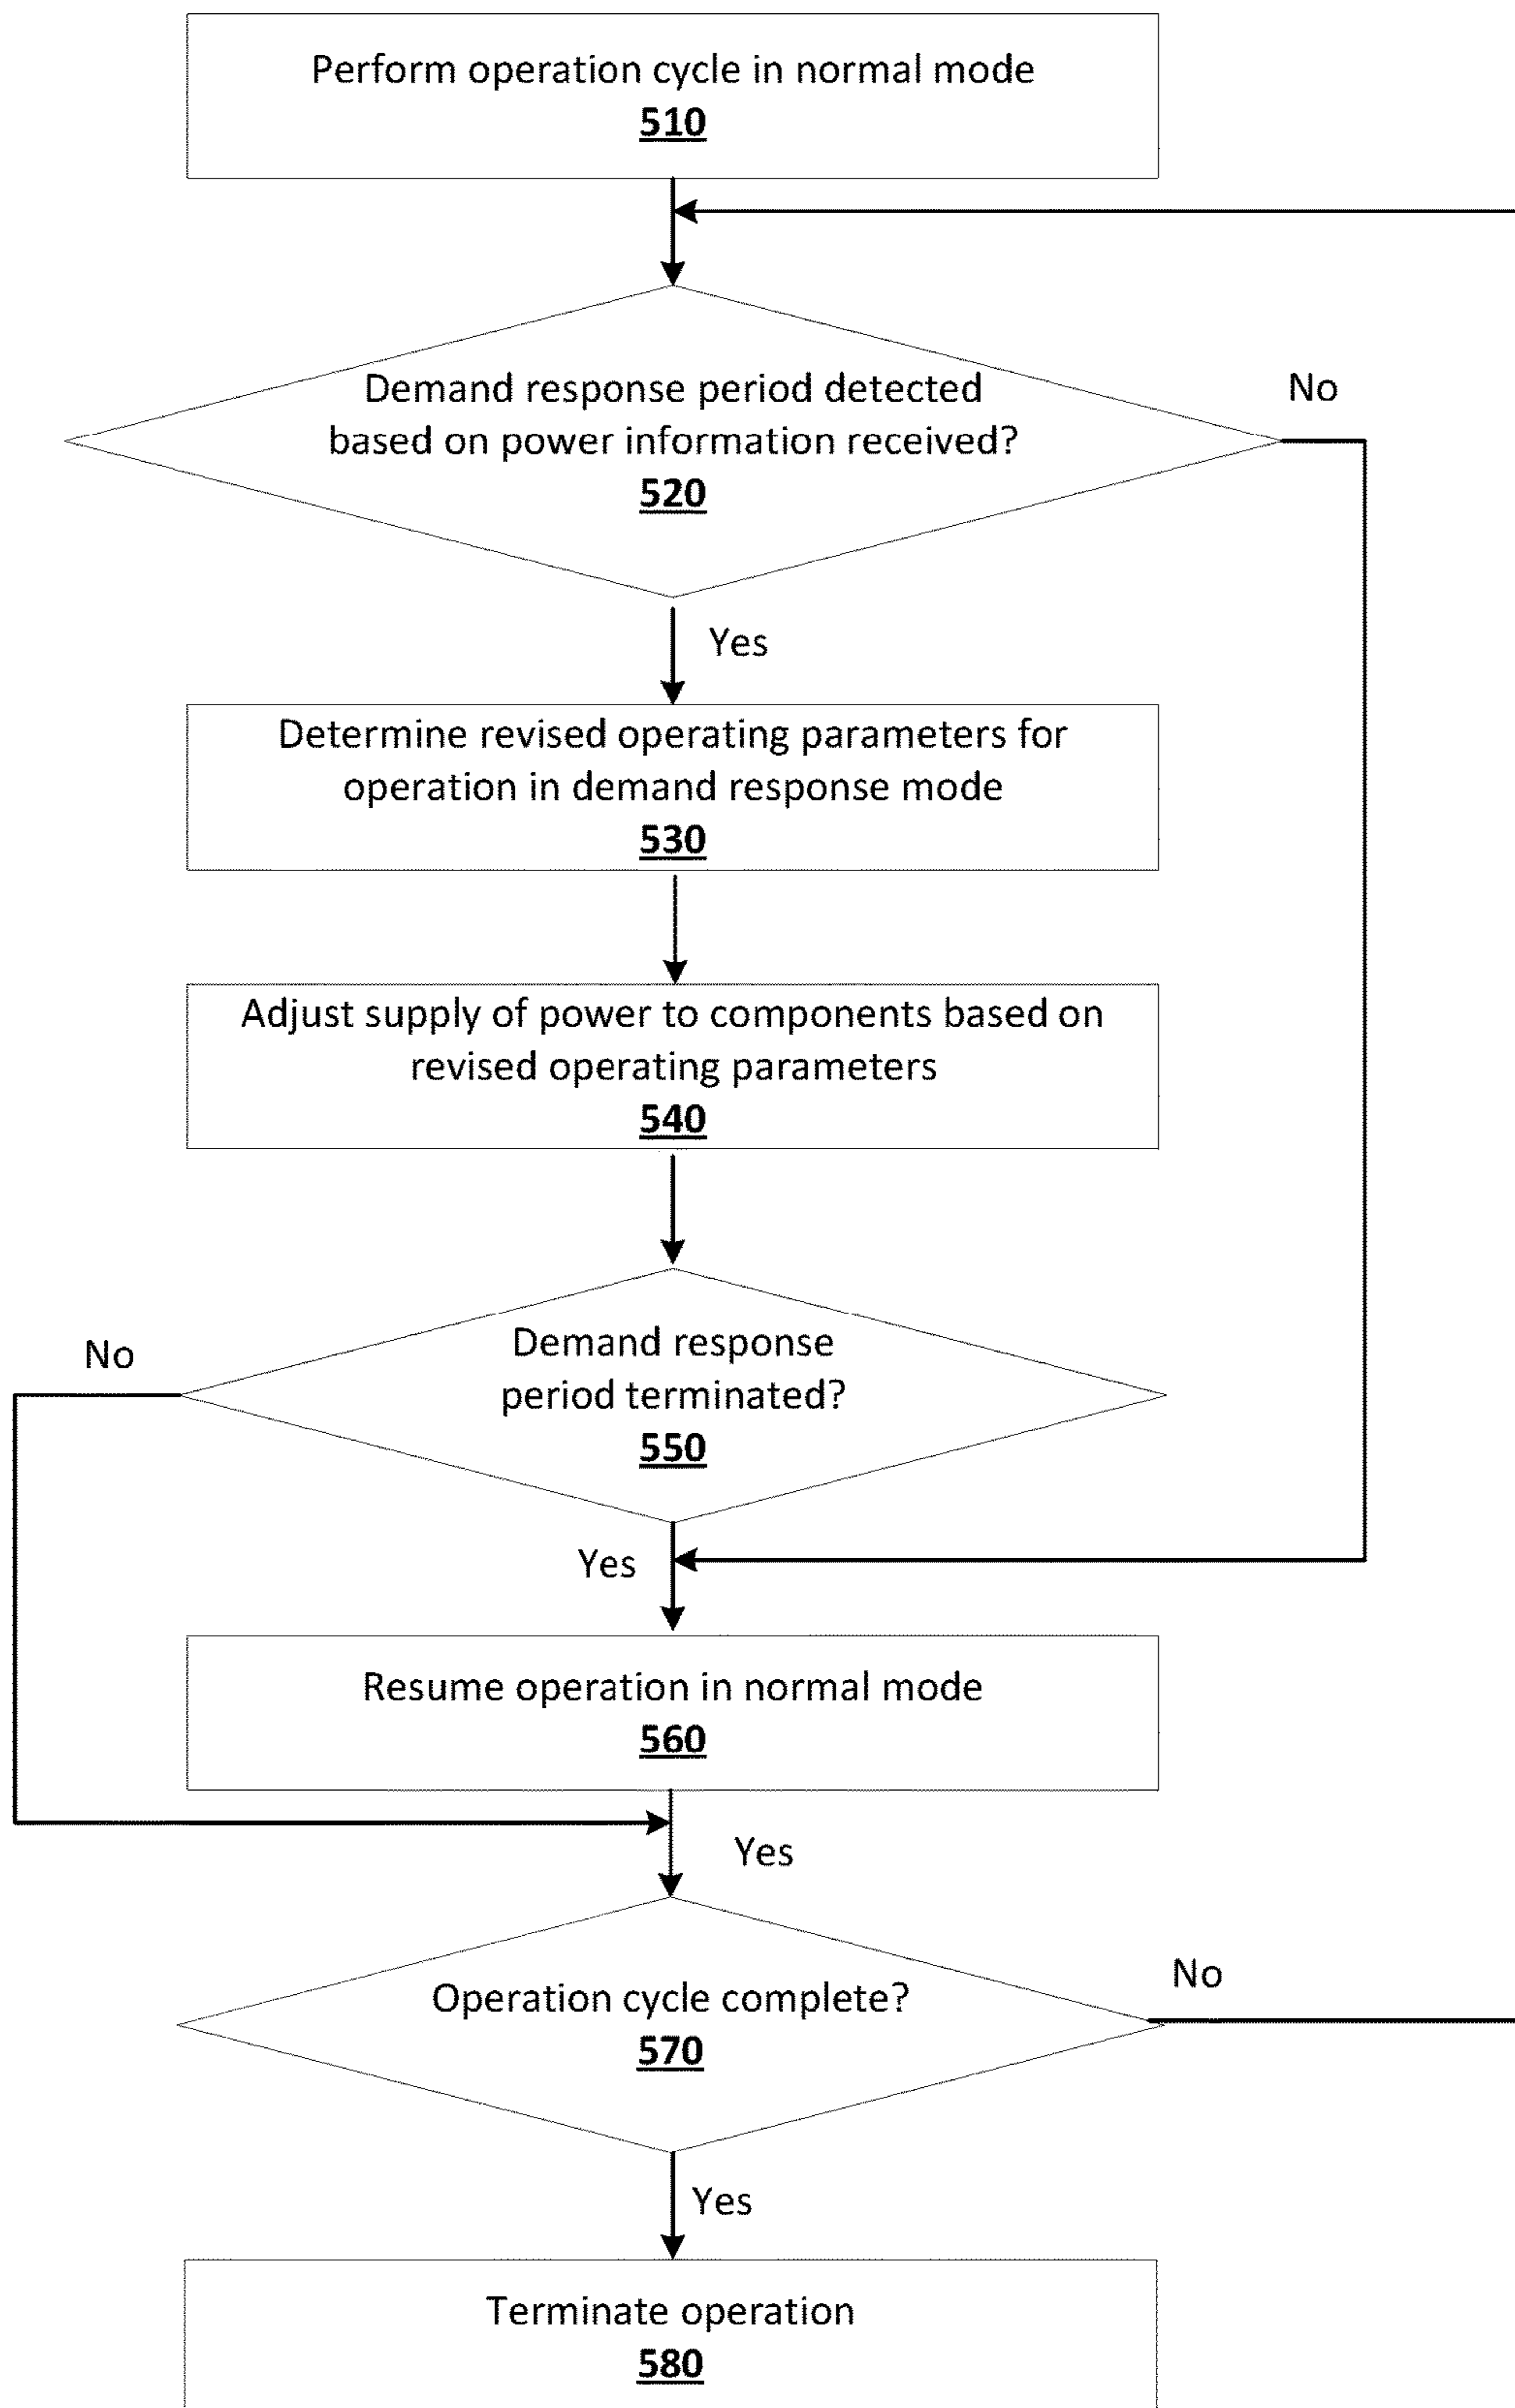 Perform operation cycle in normal mode
510
Demand response period detected
No
based on power information received?
520
Yes
Determine revised operating parameters for
operation in demand response mode
530
Adjust supply of power to components based on
revised operating parameters
540
Demand response
No
period terminated?
550
Yes
Resume operation in normal mode
560
Yes
Operation cycle complete?
No
570
Yes
Terminate operation
580